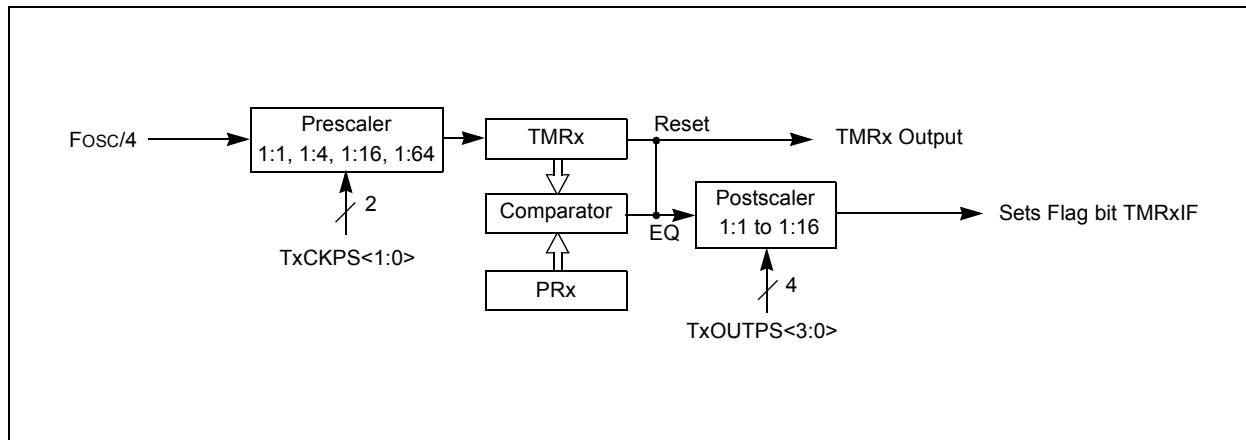 FOSC/4
Prescaler
1:1, 1:4, 1:16, 1:64
2
TxCKPS<1:0>
TMRx
Reset
TMRx Output
Comparator
EQ
PRx
Postscaler
1:1 to 1:16
4
TxOUTPS<3:0>
Sets Flag bit TMRxIF